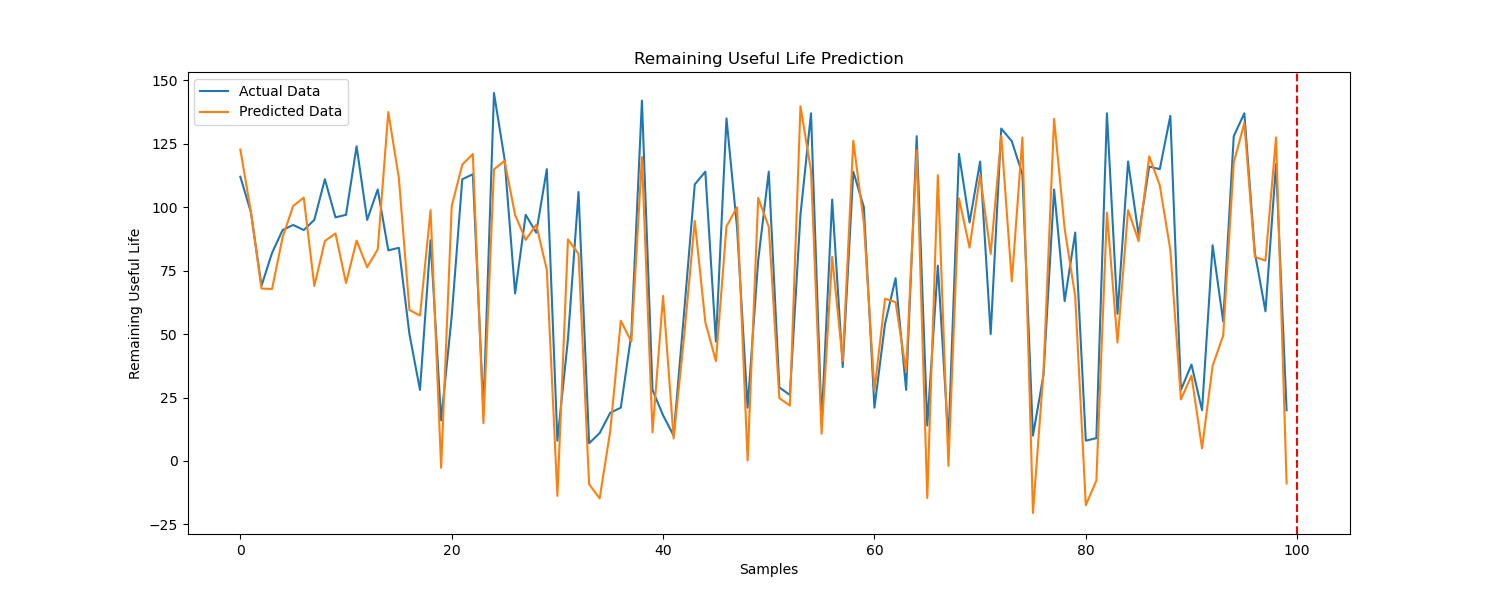 Remaining Useful Life Prediction
Actual Data
Predicted Data
Remaining Useful Life
150
125
100
75
50
25
0
−25
0 20 40 60 80 100
Samples